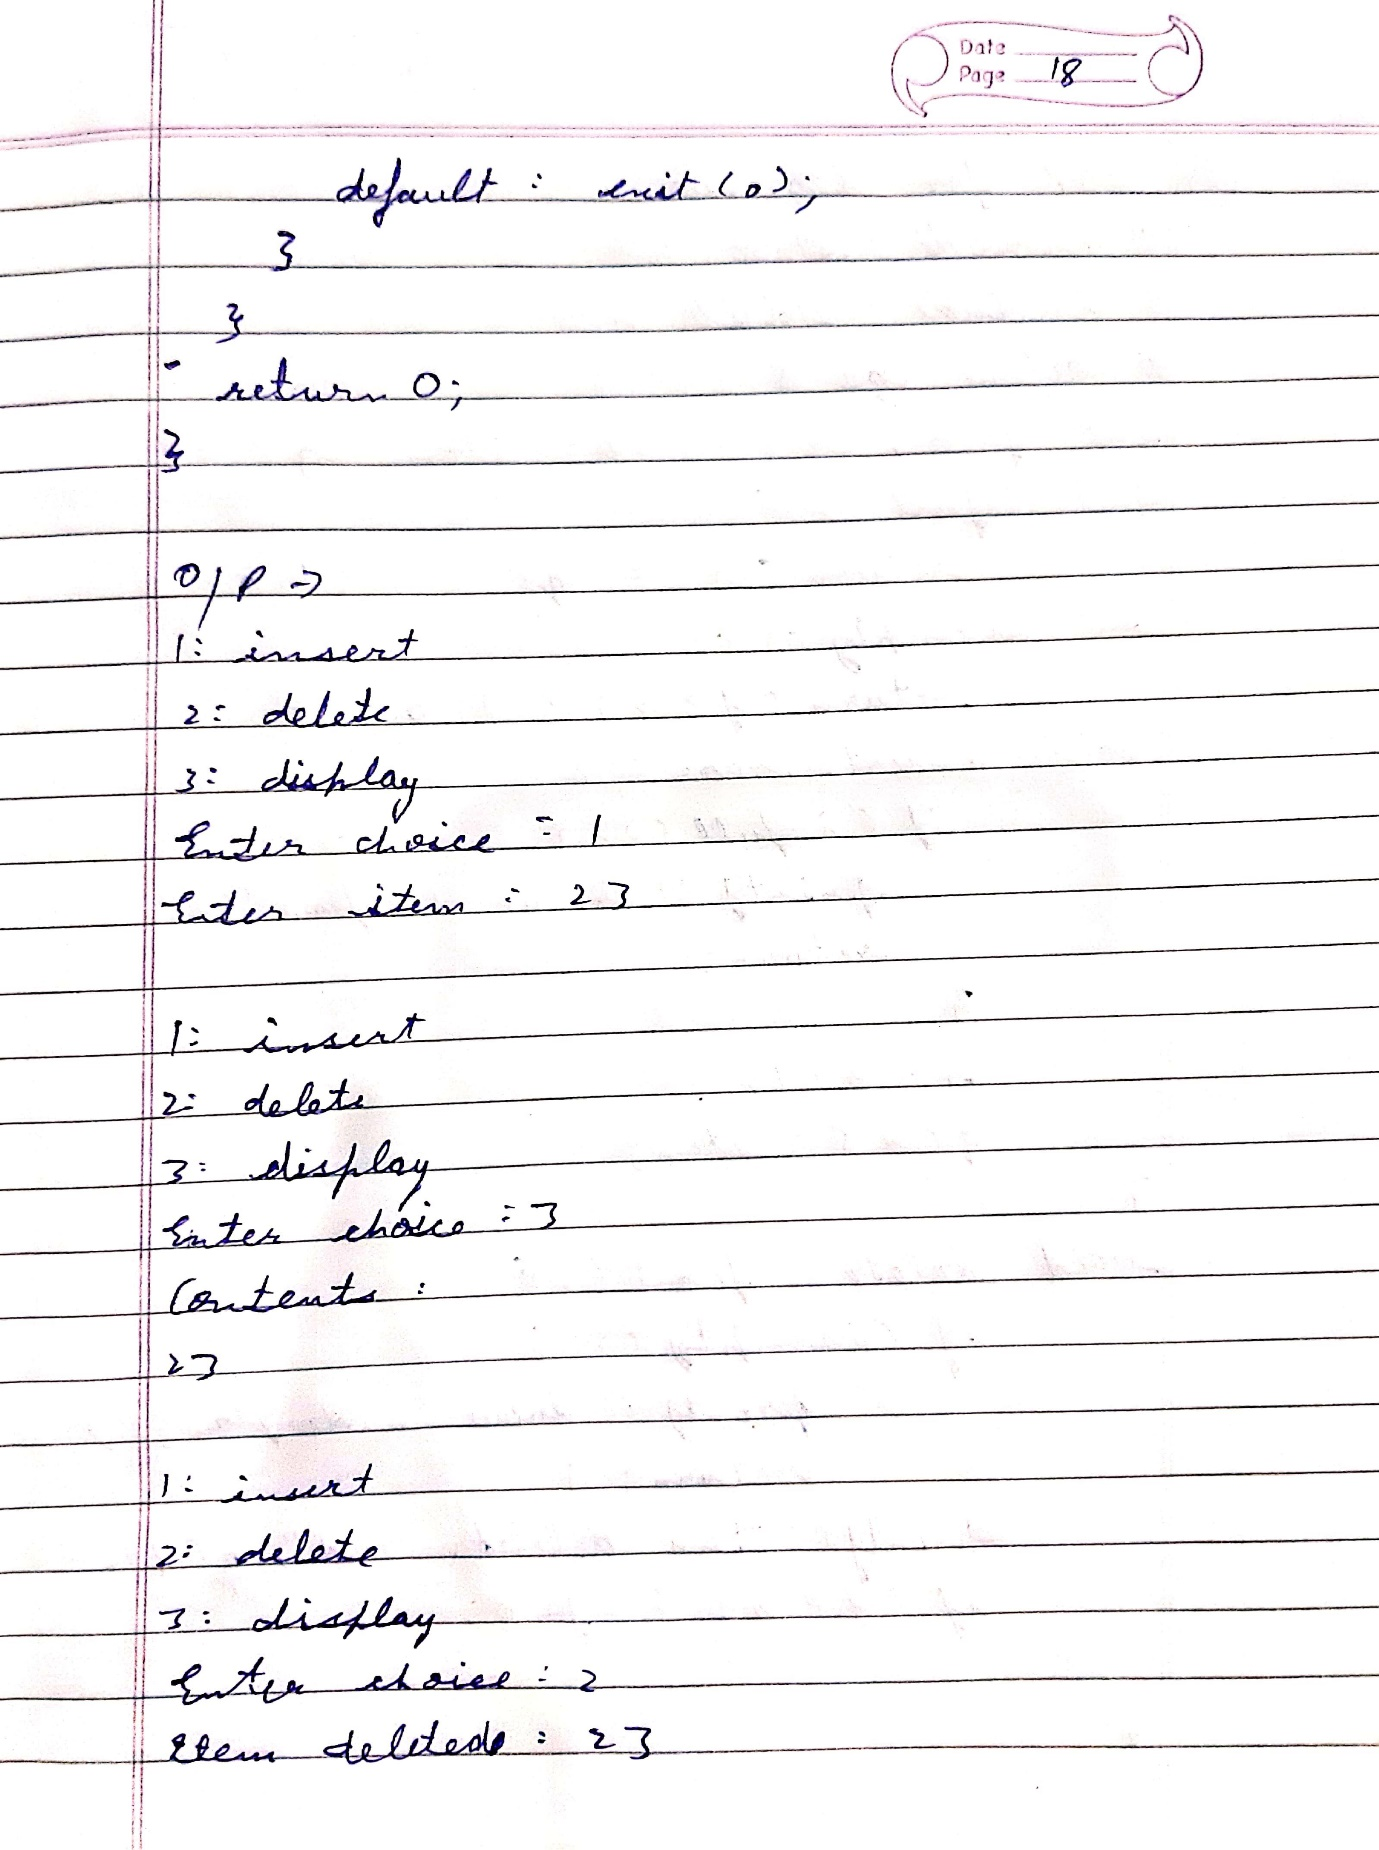 Date
Page 18
default : exit (0);
}
}
return 0;
}
O/P =>
1: insert
2: delete
3: display
Enter choice : 1
Enter item : 23
1: insert
2: delete
3: display
Enter choice : 3
Contents :
23
1: insert
2: delete
3: display
Enter choice : 2
Item deleted : 23